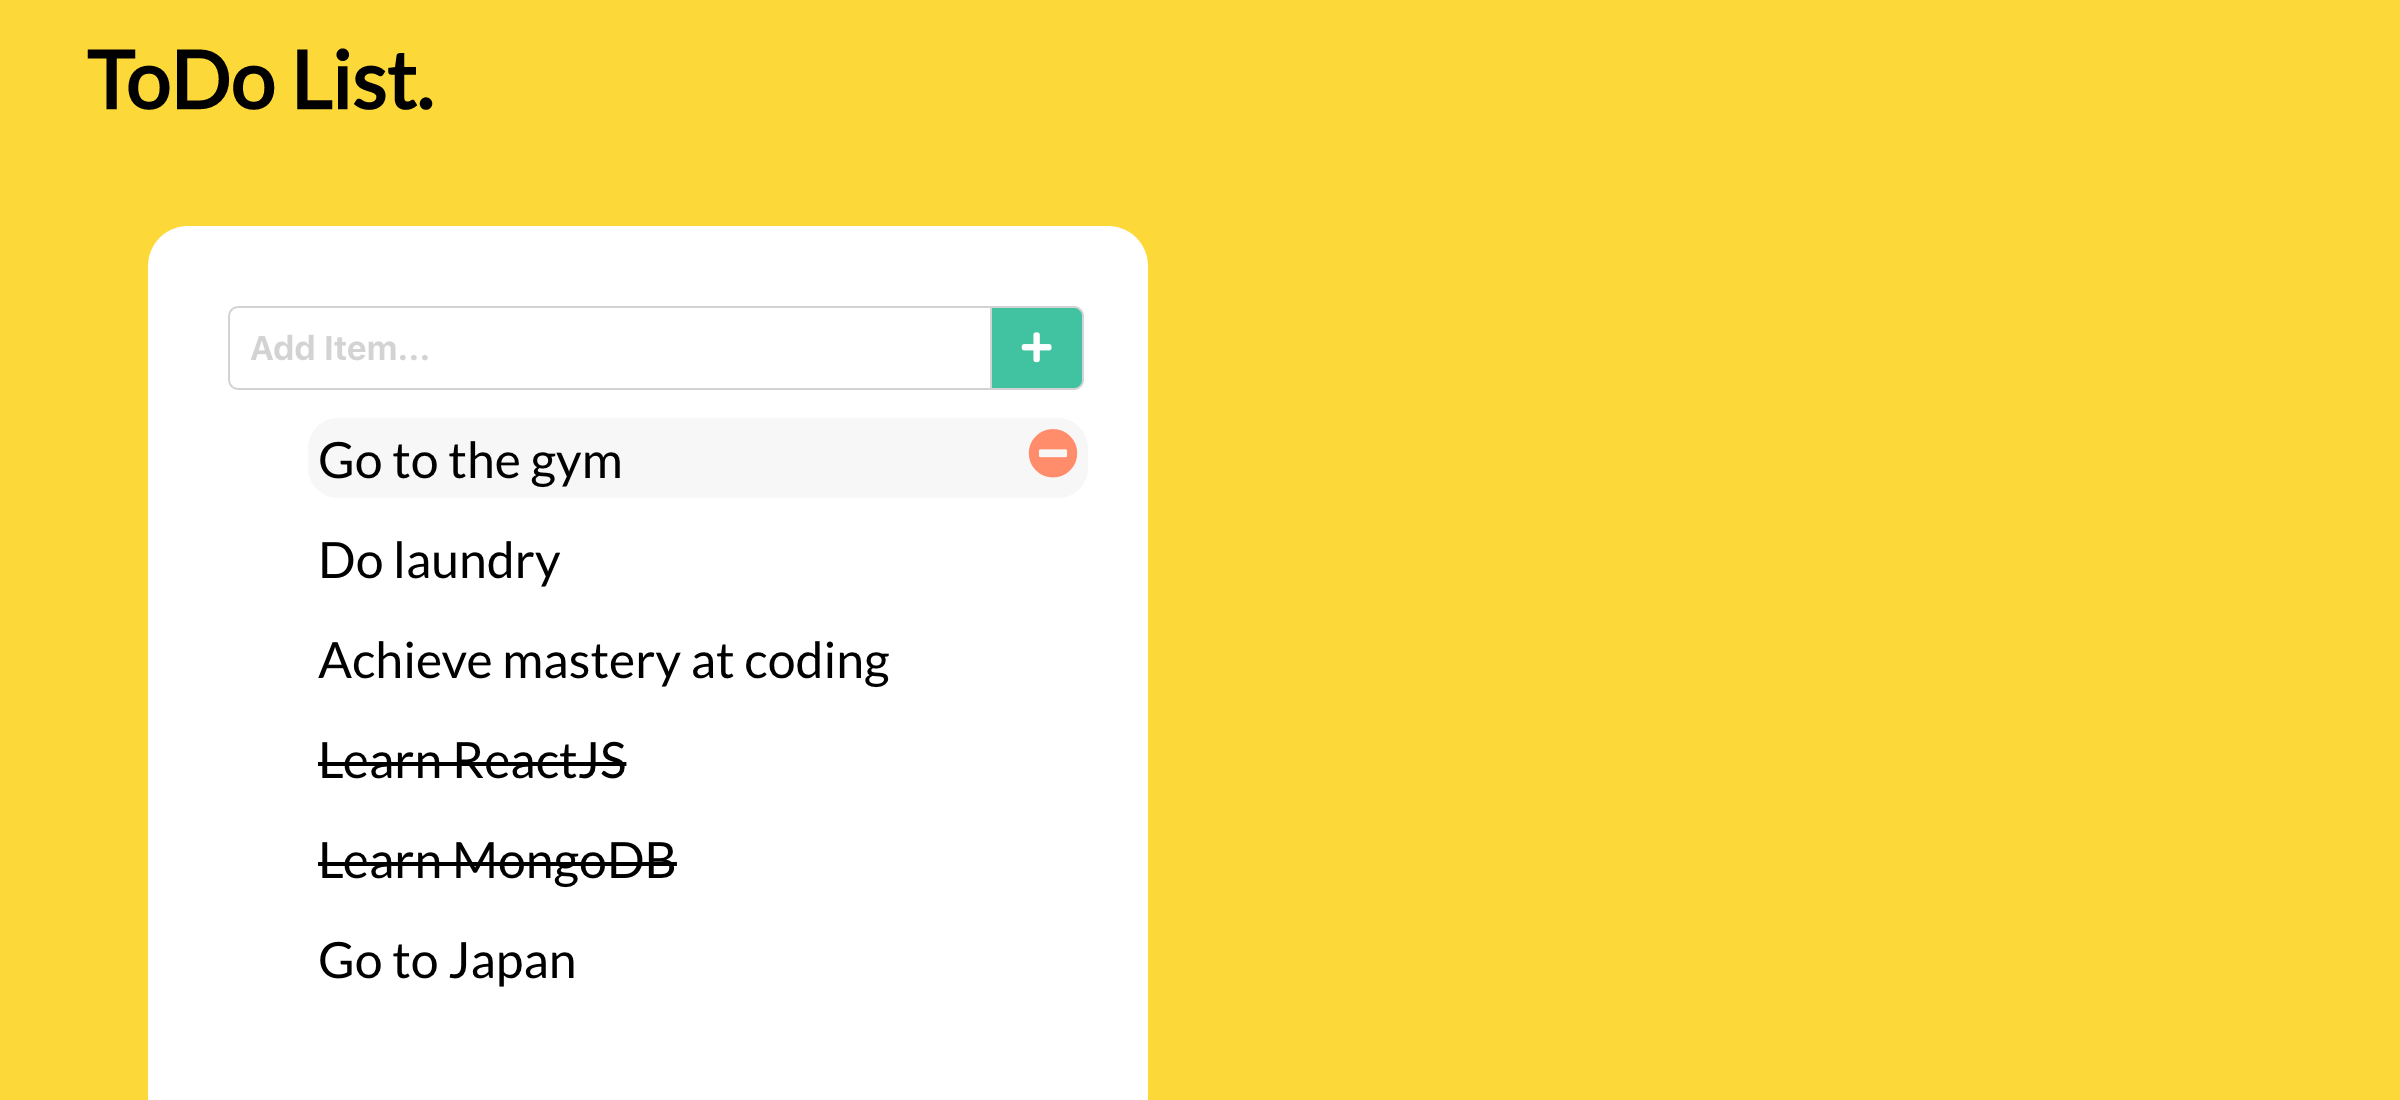 ToDo List.
Add Item...
Go to the gym
Do laundry
Achieve mastery at coding
Learn ReactJS
Learn MongoDB
Go to Japan